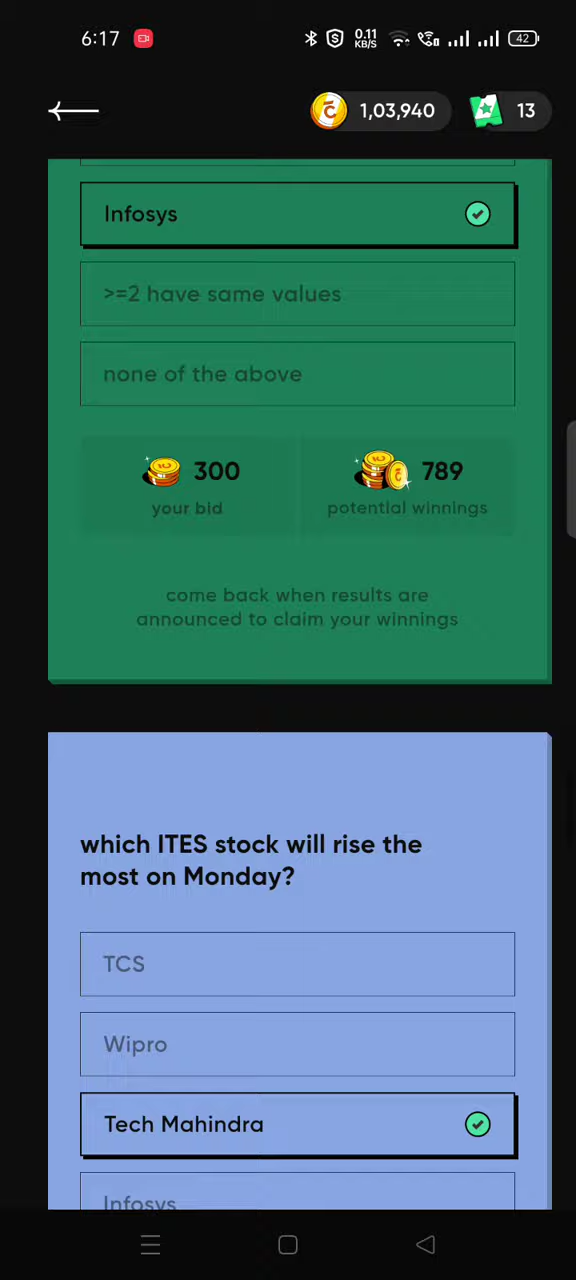 6:17
0.11
KB/S
42
1,03,940
13
Infosys
>=2 have same values
none of the above
300
789
your bid
potential winnings
come back when results are
announced to claim your winnings
which ITES stock will rise the
most on Monday?
TCS
Wipro
Tech Mahindra
Infosys